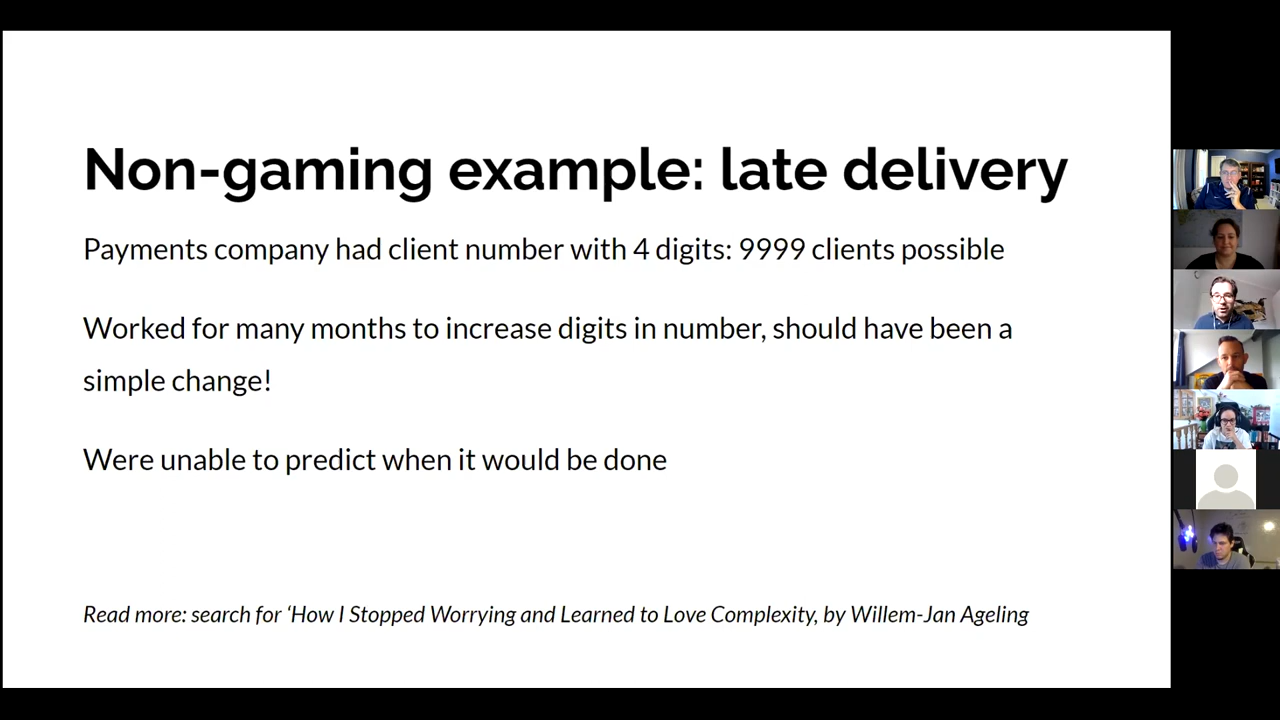 Non-gaming example: late delivery
Payments company had client number with 4 digits: 9999 clients possible
Worked for many months to increase digits in number, should have been a
simple change!
Were unable to predict when it would be done
Read more: search for ‘How I Stopped Worrying and Learned to Love Complexity, by Willem-Jan Ageling